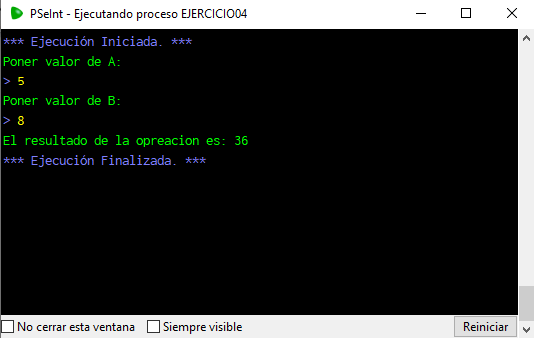 PSeInt - Ejecutando proceso EJERCICIO04
*** Ejecución Iniciada. ***
Poner valor de A:
> 5
Poner valor de B:
> 8
El resultado de la opreacion es: 36
*** Ejecución Finalizada. ***
No cerrar esta ventana Siempre visible Reiniciar